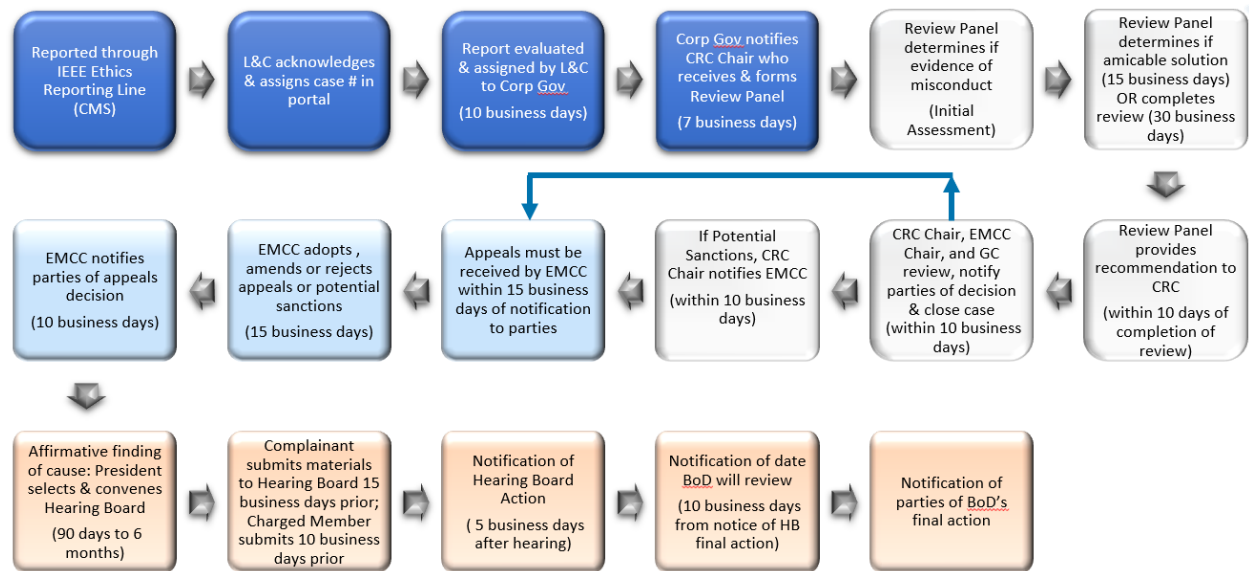 Reported through
IEEE Ethics
Reporting Line
(CMS)
L&C acknowledges
& assigns case # in
portal
Report evaluated
& assigned by L&C
to Corp Gov
(10 business days)
Corp Gov notifies
CRC Chair who
receives & forms
Review Panel
(7 business days)
Review Panel
determines if
evidence of
misconduct
(Initial
Assessment)
Review Panel
determines if
amicable solution
(15 business days)
OR completes
review (30 business
days)
Review Panel
provides
recommendation to
CRC
(within 10 days of
completion of
review)
CRC Chair, EMCC
Chair, and GC
review, notify
parties of decision
& close case
(within 10 business
days)
If Potential
Sanctions, CRC
Chair notifies EMCC
(within 10 business
days)
Appeals must be
received by EMCC
within 15 business
days of notification
to parties
EMCC adopts ,
amends or rejects
appeals or potential
sanctions
(15 business days)
EMCC notifies
parties of appeals
decision
(10 business days)
Affirmative finding
of cause: President
selects & convenes
Hearing Board
(90 days to 6
months)
Complainant
submits materials
to Hearing Board 15
business days prior;
Charged Member
submits 10 business
days prior
Notification of
Hearing Board
Action
( 5 business days
after hearing)
Notification of date
BoD will review
(10 business days
from notice of HB
final action)
Notification of
parties of BoD's
final action